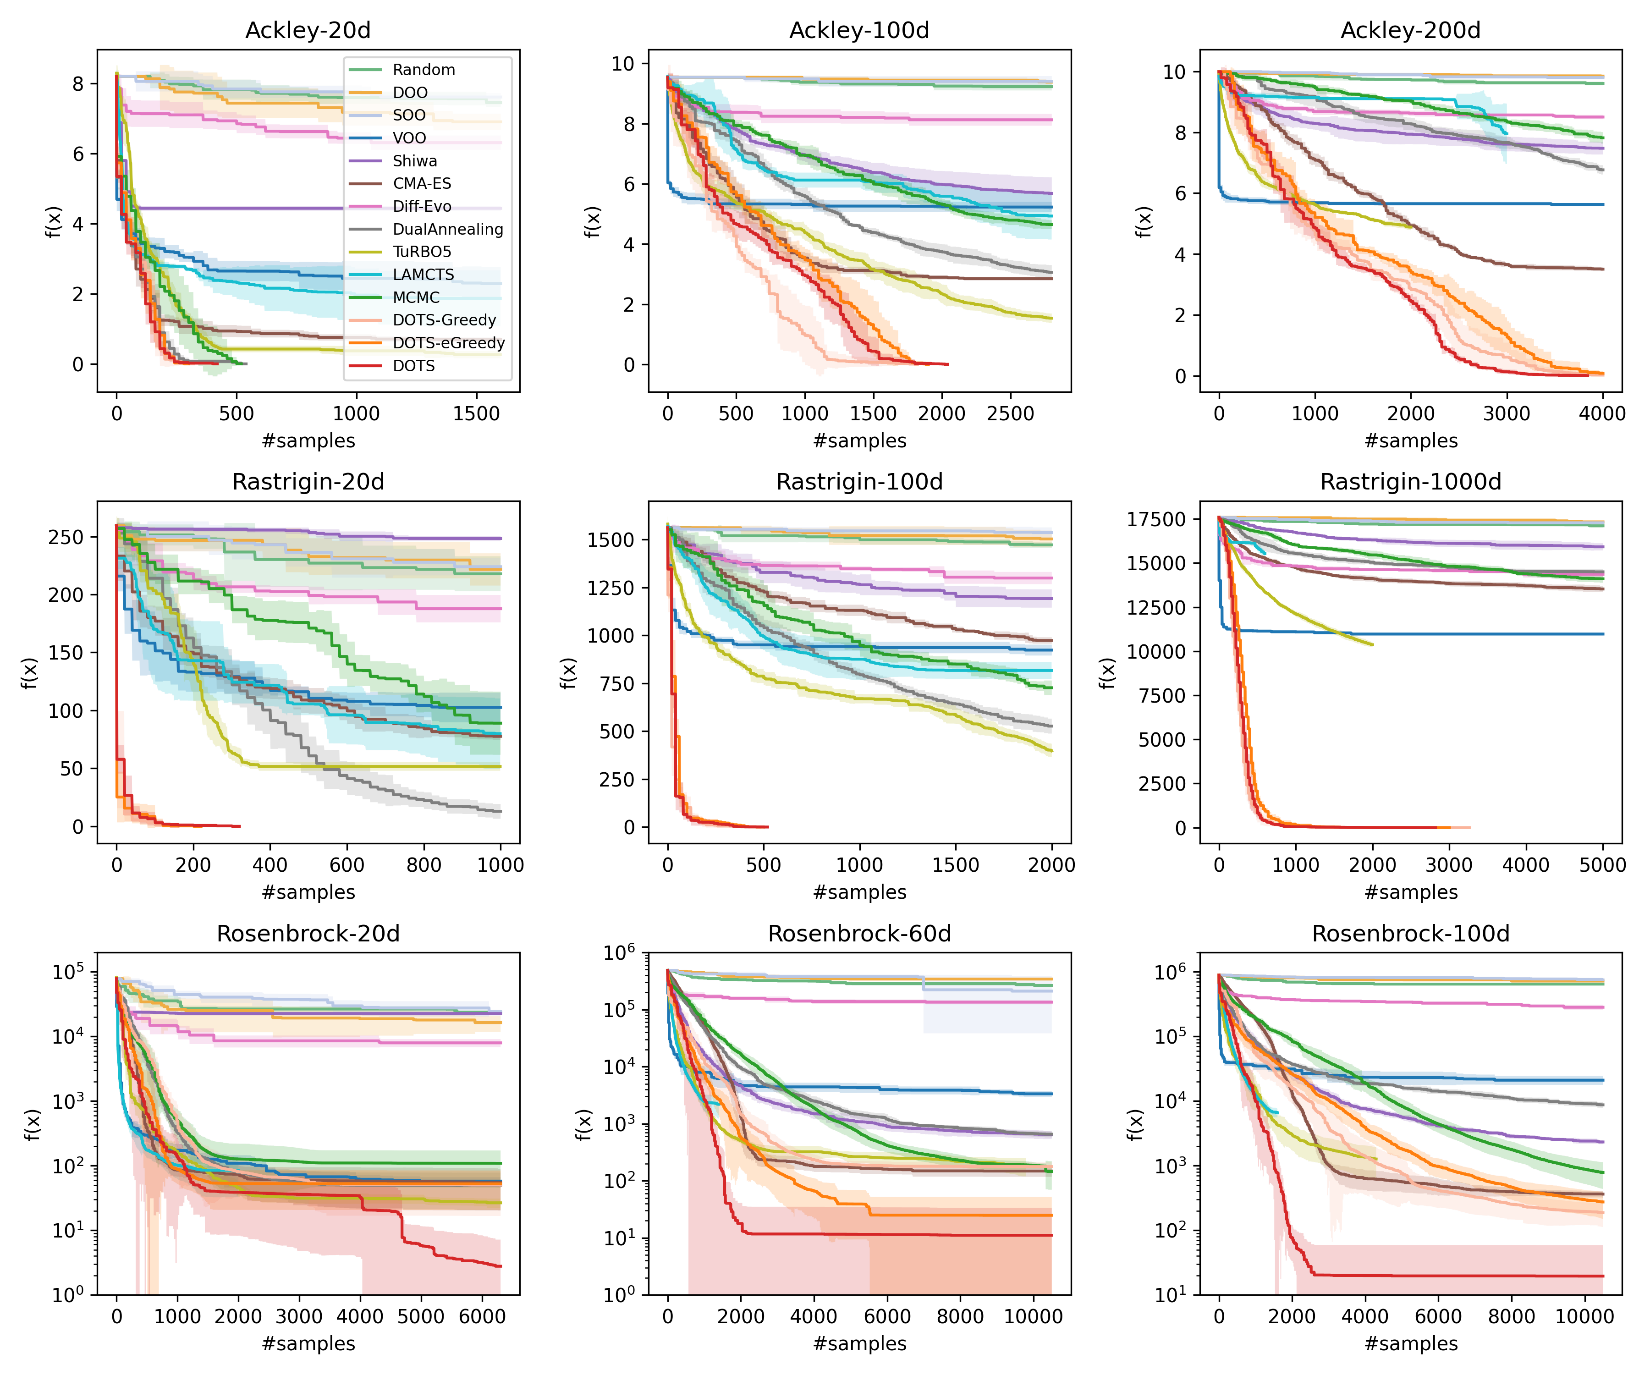 Ackley-20d
8
6
4
2
0
f(x)
0 500 1000 1500
#samples
Random
DOO
SOO
VOO
Shiwa
CMA-ES
Diff-Evo
DualAnnealing
TuRBO5
LAMCTS
MCMC
DOTS-Greedy
DOTS-eGreedy
DOTS
Ackley-100d
10
8
6
4
2
0
f(x)
0 500 1000 1500 2000 2500
#samples
Ackley-200d
10
8
6
4
2
0
f(x)
0 1000 2000 3000 4000
#samples
Rastrigin-20d
250
200
150
100
50
0
f(x)
0 200 400 600 800 1000
#samples
Rastrigin-100d
1500
1250
1000
750
500
250
0
f(x)
0 500 1000 1500 2000
#samples
Rastrigin-1000d
17500
15000
12500
10000
7500
5000
2500
0
f(x)
0 1000 2000 3000 4000 5000
#samples
Rosenbrock-20d
10⁵
10⁴
10³
10²
10¹
10⁰
f(x)
0 1000 2000 3000 4000 5000 6000
#samples
Rosenbrock-60d
10⁶
10⁵
10⁴
10³
10²
10¹
10⁰
f(x)
0 2000 4000 6000 8000 10000
#samples
Rosenbrock-100d
10⁶
10⁵
10⁴
10³
10²
10¹
f(x)
0 2000 4000 6000 8000 10000
#samples